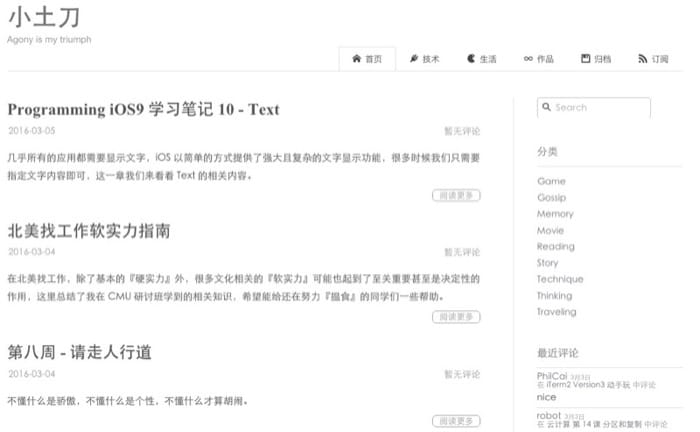 小土刀
Agony is my triumph
首页 技术 生活 作品 归档 订阅
Programming iOS9 学习笔记 10 - Text
2016-03-05 暂无评论
几乎所有的应用都需要显示文字，iOS 以简单的方式提供了强大且复杂的文字显示功能，很多时候我们只需要
指定文字内容即可，这一章我们来看看 Text 的相关内容。
阅读更多
北美找工作软实力指南
2016-03-04 暂无评论
在北美找工作，除了基本的『硬实力』外，很多文化相关的『软实力』可能也起到了至关重要甚至是决定性的
作用，这里总结了我在 CMU 研讨班学到的相关知识，希望能给还在努力『揾食』的同学们一些帮助。
阅读更多
第八周 - 请走人行道
2016-03-04 暂无评论
不懂什么是骄傲，不懂什么是个性，不懂什么才算胡闹。
阅读更多
Search
分类
Game
Gossip
Memory
Movie
Reading
Story
Technique
Thinking
Traveling
最近评论
PhilCai 3月3日
在 iTerm2 Version3 动手玩 中评论
nice
robot 3月3日
在 云计算 第 14 课 分区和复制 中评论